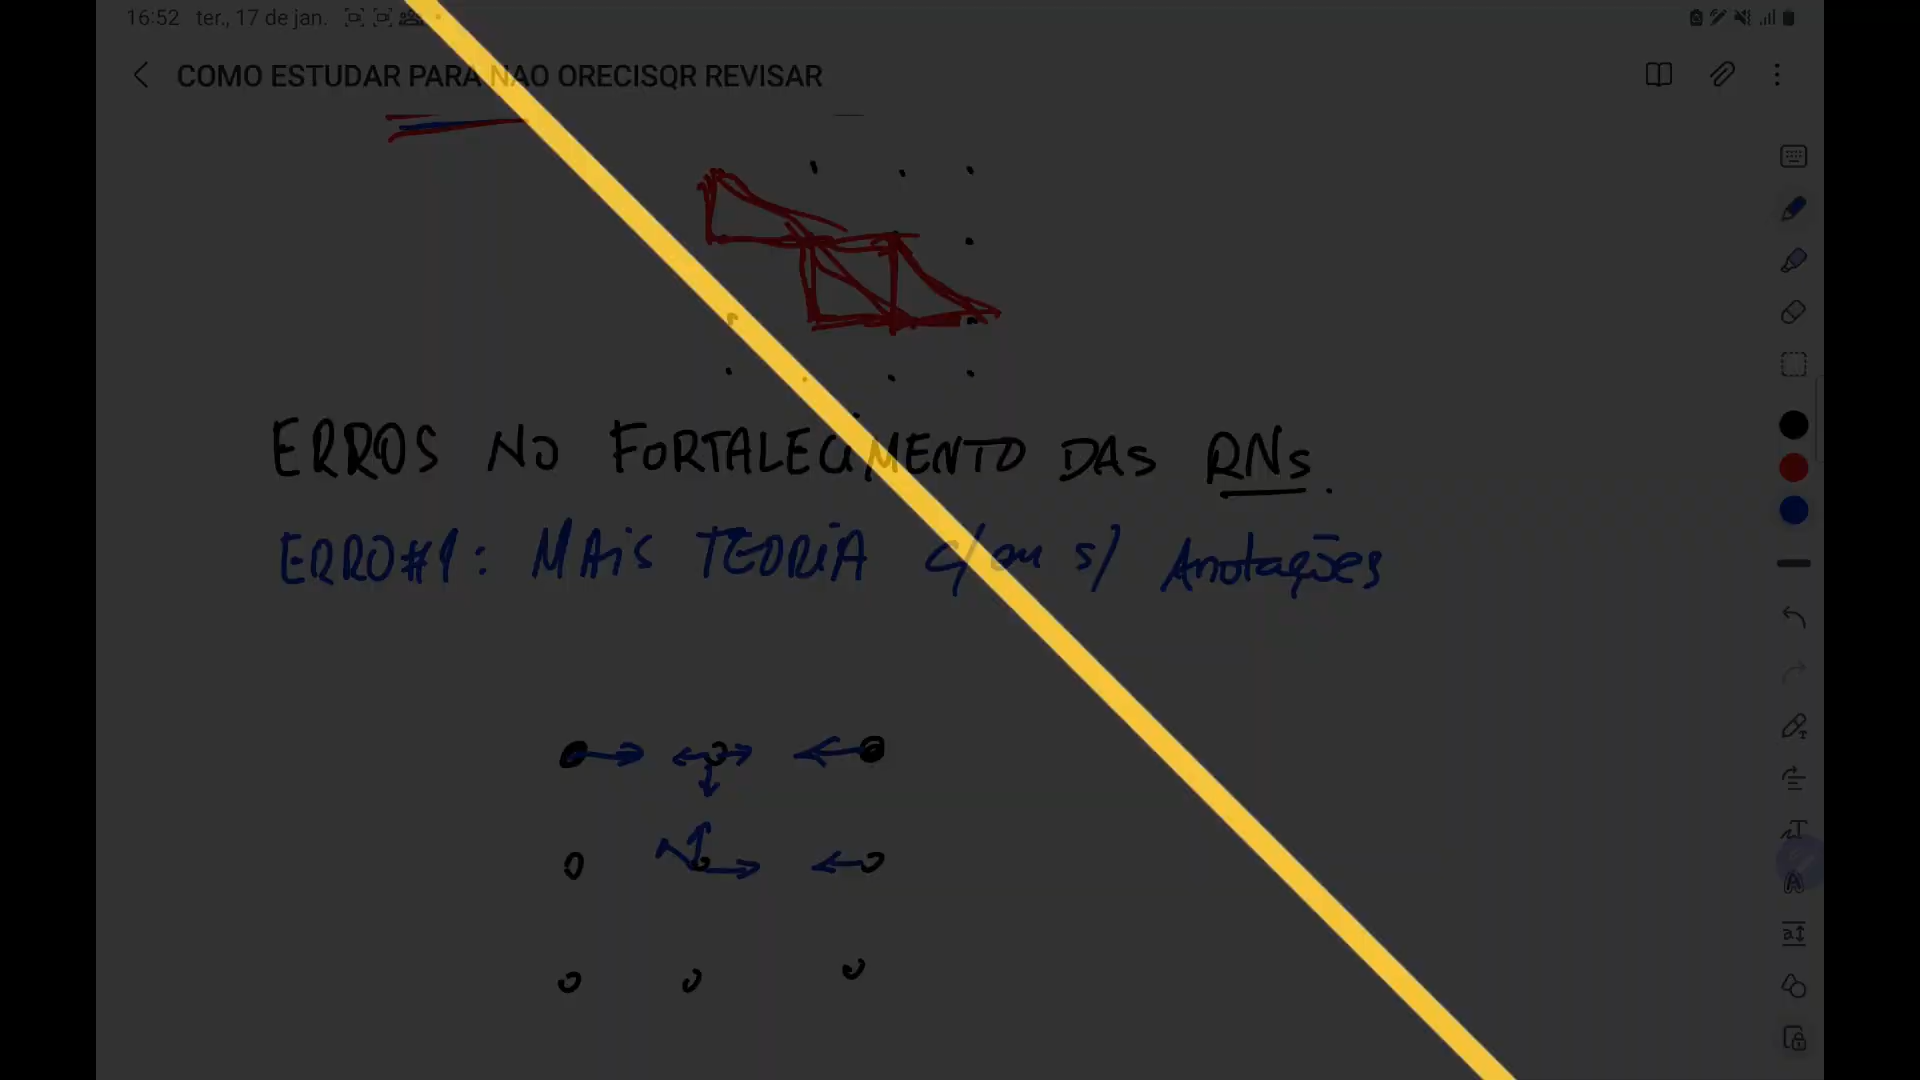 16:52 ter., 17 de jan.
COMO ESTUDAR PARA NAO ORECISQR REVISAR
ERROS NO FORTALECIMENTO DAS RNs.
ERRO#1: MAiS TEORiA c/ou s/ Anotações